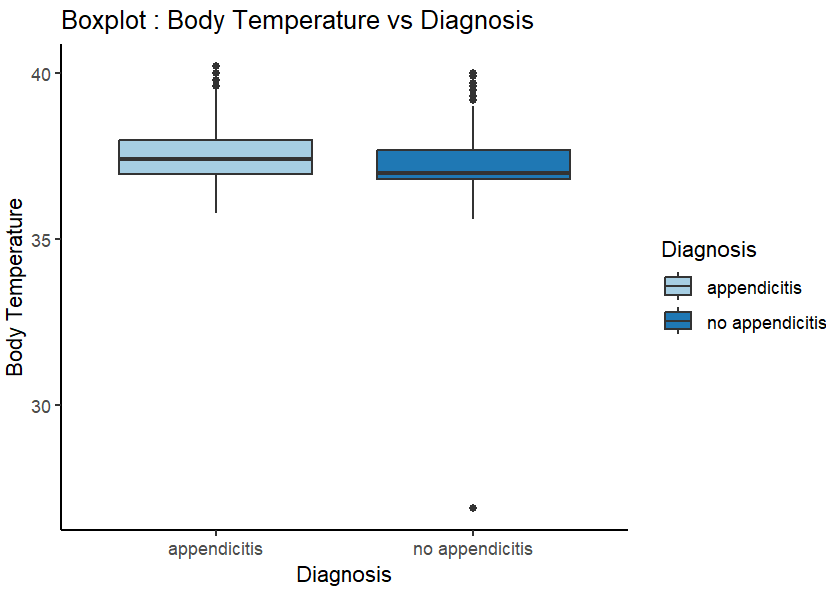 Boxplot : Body Temperature vs Diagnosis
40
35
30
Body Temperature
appendicitis
no appendicitis
Diagnosis
Diagnosis
appendicitis
no appendicitis